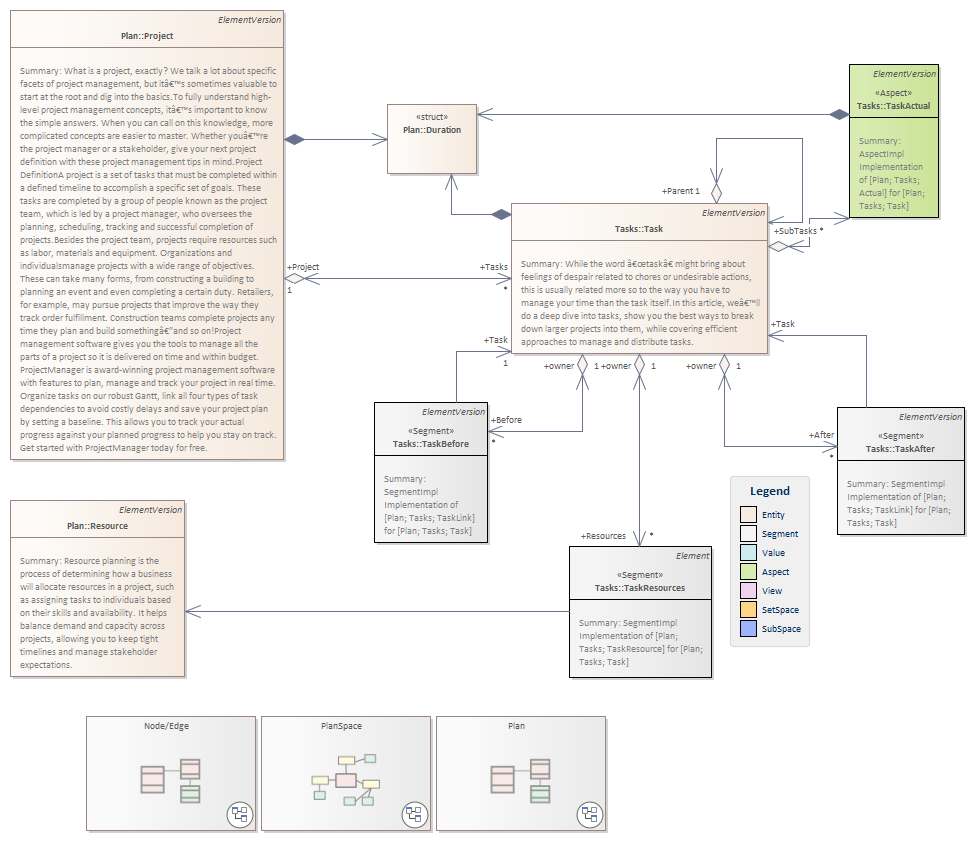 ElementVersion
Plan::Project
Summary: What is a project, exactly? We talk a lot about specific
facets of project management, but itâ€™s sometimes valuable to
start at the root and dig into the basics.To fully understand high-
level project management concepts, itâ€™s important to know
the simple answers. When you can call on this knowledge, more
complicated concepts are easier to master. Whether youâ€™re
the project manager or a stakeholder, give your next project
definition with these project management tips in mind.Project
DefinitionA project is a set of tasks that must be completed within
a defined timeline to accomplish a specific set of goals. These
tasks are completed by a group of people known as the project
team, which is led by a project manager, who oversees the
planning, scheduling, tracking and successful completion of
projects.Besides the project team, projects require resources such
as labor, materials and equipment. Organizations and
individualsmanage projects with a wide range of objectives.
These can take many forms, from constructing a building to
planning an event and even completing a certain duty. Retailers,
for example, may pursue projects that improve the way they
track order fulfillment. Construction teams complete projects any
time they plan and build somethingâ€"and so on!Project
management software gives you the tools to manage all the
parts of a project so it is delivered on time and within budget.
ProjectManager is award-winning project management software
with features to plan, manage and track your project in real time.
Organize tasks on our robust Gantt, link all four types of task
dependencies to avoid costly delays and save your project plan
by setting a baseline. This allows you to track your actual
progress against your planned progress to help you stay on track.
Get started with ProjectManager today for free.
«struct»
Plan::Duration
ElementVersion
«Aspect»
Tasks::TaskActual
Summary:
AspectImpl
Implementation
of [Plan; Tasks;
Actual] for [Plan;
Tasks; Task]
+Parent 1
+SubTasks *
ElementVersion
Tasks::Task
Summary: While the word â€œtaskâ€ might bring about
feelings of despair related to chores or undesirable actions,
this is usually related more so to the way you have to
manage your time than the task itself.In this article, weâ€™ll
do a deep dive into tasks, show you the best ways to break
down larger projects into them, while covering efficient
approaches to manage and distribute tasks.
+Project
1
+Tasks
*
+Task
1
+owner 1
+owner 1
+owner 1
+Task
+Before
*
+After
*
+Resources *
ElementVersion
«Segment»
Tasks::TaskBefore
Summary:
SegmentImpl
Implementation of
[Plan; Tasks; TaskLink]
for [Plan; Tasks; Task]
ElementVersion
«Segment»
Tasks::TaskAfter
Summary: SegmentImpl
Implementation of [Plan;
Tasks; TaskLink] for [Plan;
Tasks; Task]
Legend
Entity
Segment
Value
Aspect
View
SetSpace
SubSpace
ElementVersion
Plan::Resource
Summary: Resource planning is the
process of determining how a business
will allocate resources in a project, such
as assigning tasks to individuals based
on their skills and availability. It helps
balance demand and capacity across
projects, allowing you to keep tight
timelines and manage stakeholder
expectations.
Element
«Segment»
Tasks::TaskResources
Summary: SegmentImpl
Implementation of [Plan;
Tasks; TaskResource] for [Plan;
Tasks; Task]
Node/Edge
PlanSpace
Plan